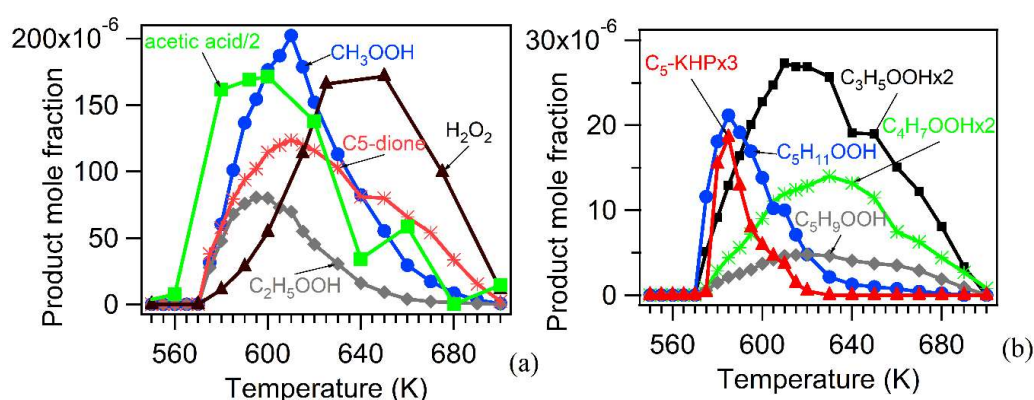 200x10⁻⁶
150
100
50
0
Product mole fraction
acetic acid/2
CH₃OOH
H₂O₂
C5-dione
C₂H₅OOH
560 600 640 680
Temperature (K)
(a)
30x10⁻⁶
20
10
0
Product mole fraction
C₅-KHPx3
C₃H₅OOHx2
C₄H₇OOHx2
C₅H₁₁OOH
C₅H₉OOH
560 600 640 680
Temperature (K)
(b)